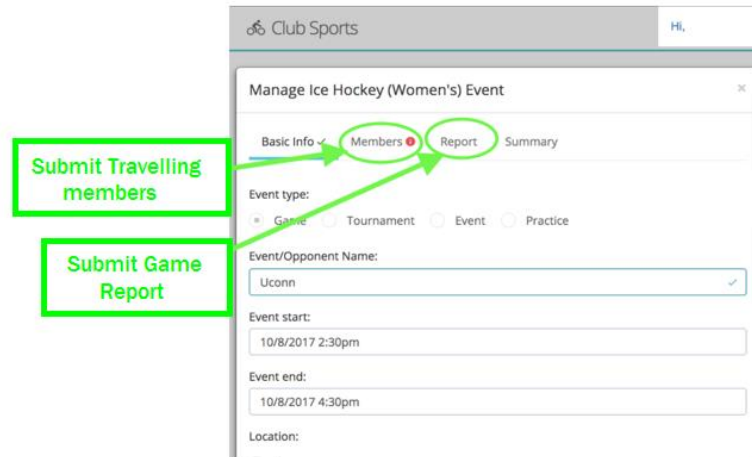 Club Sports
Hi,
Manage Ice Hockey (Women's) Event
×
Basic Info ✓ Members Report Summary
Submit Travelling
members
Event type:
Game Tournament Event Practice
Submit Game
Report
Event/Opponent Name:
Uconn
Event start:
10/8/2017 2:30pm
Event end:
10/8/2017 4:30pm
Location: